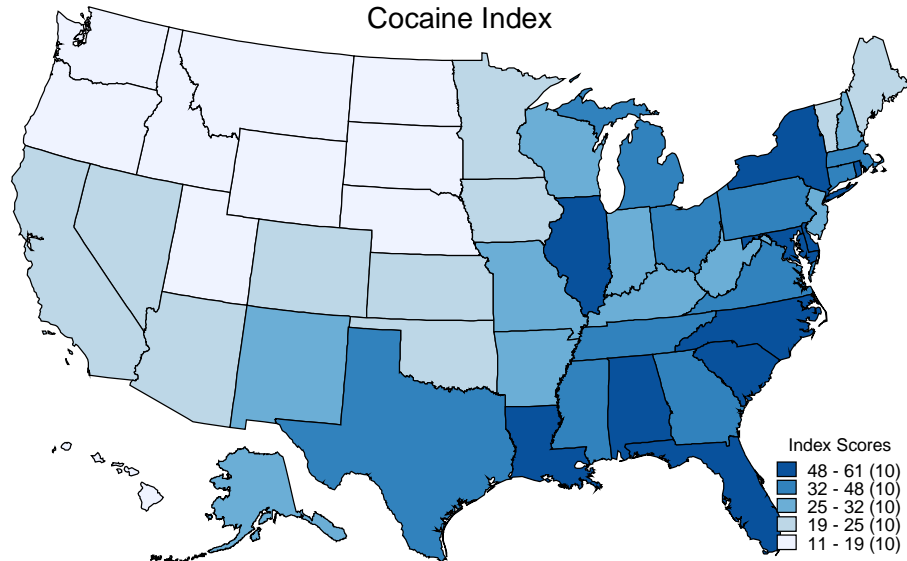 Cocaine Index
Index Scores
48 - 61 (10)
32 - 48 (10)
25 - 32 (10)
19 - 25 (10)
11 - 19 (10)